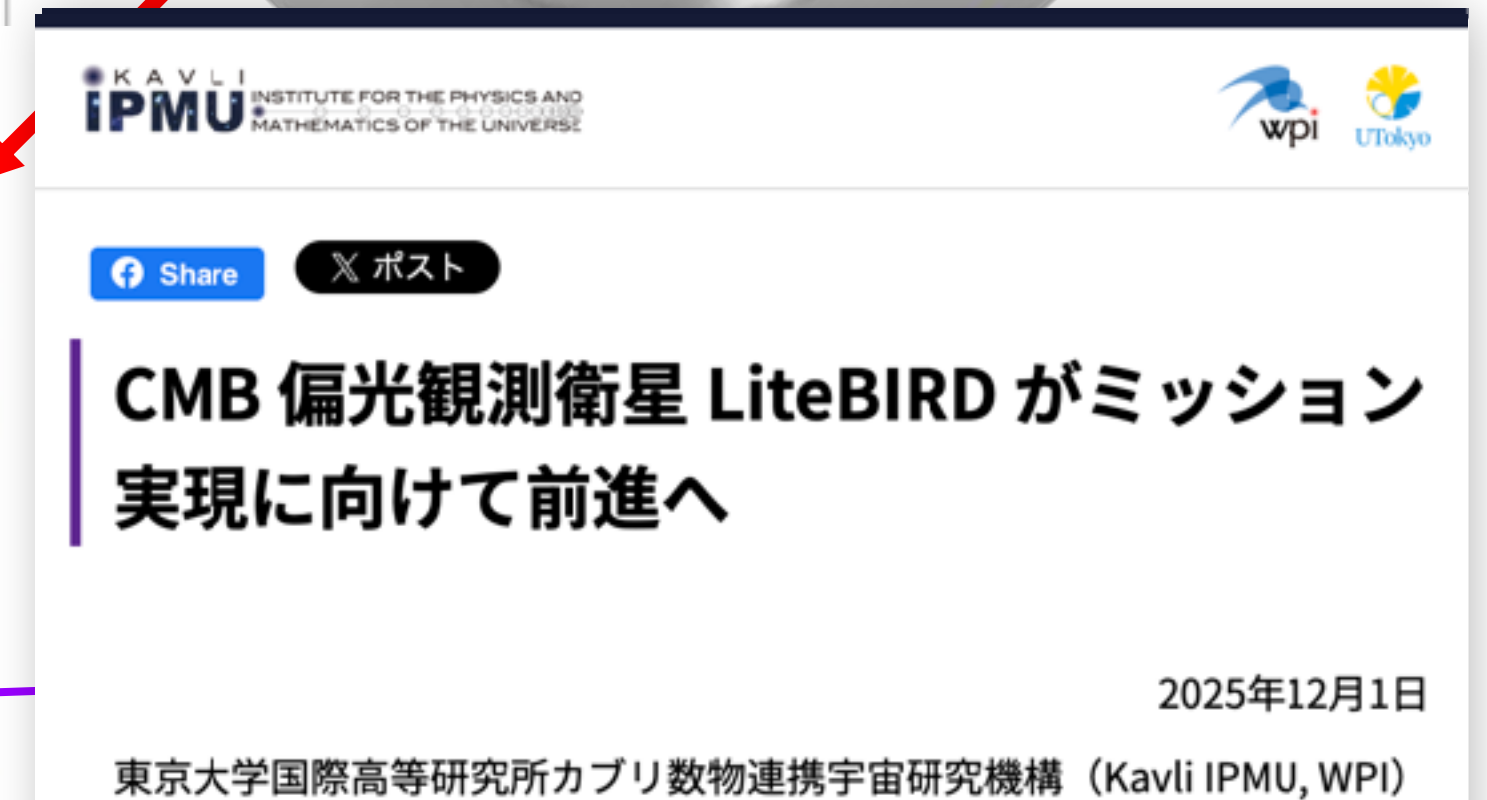 KAVLI
IPMU INSTITUTE FOR THE PHYSICS AND
MATHEMATICS OF THE UNIVERSE
wpi
UTokyo
Share
X ポスト
CMB 偏光観測衛星 LiteBIRD がミッション
実現に向けて前進へ
2025年12月1日
東京大学国際高等研究所カブリ数物連携宇宙研究機構（Kavli IPMU, WPI）